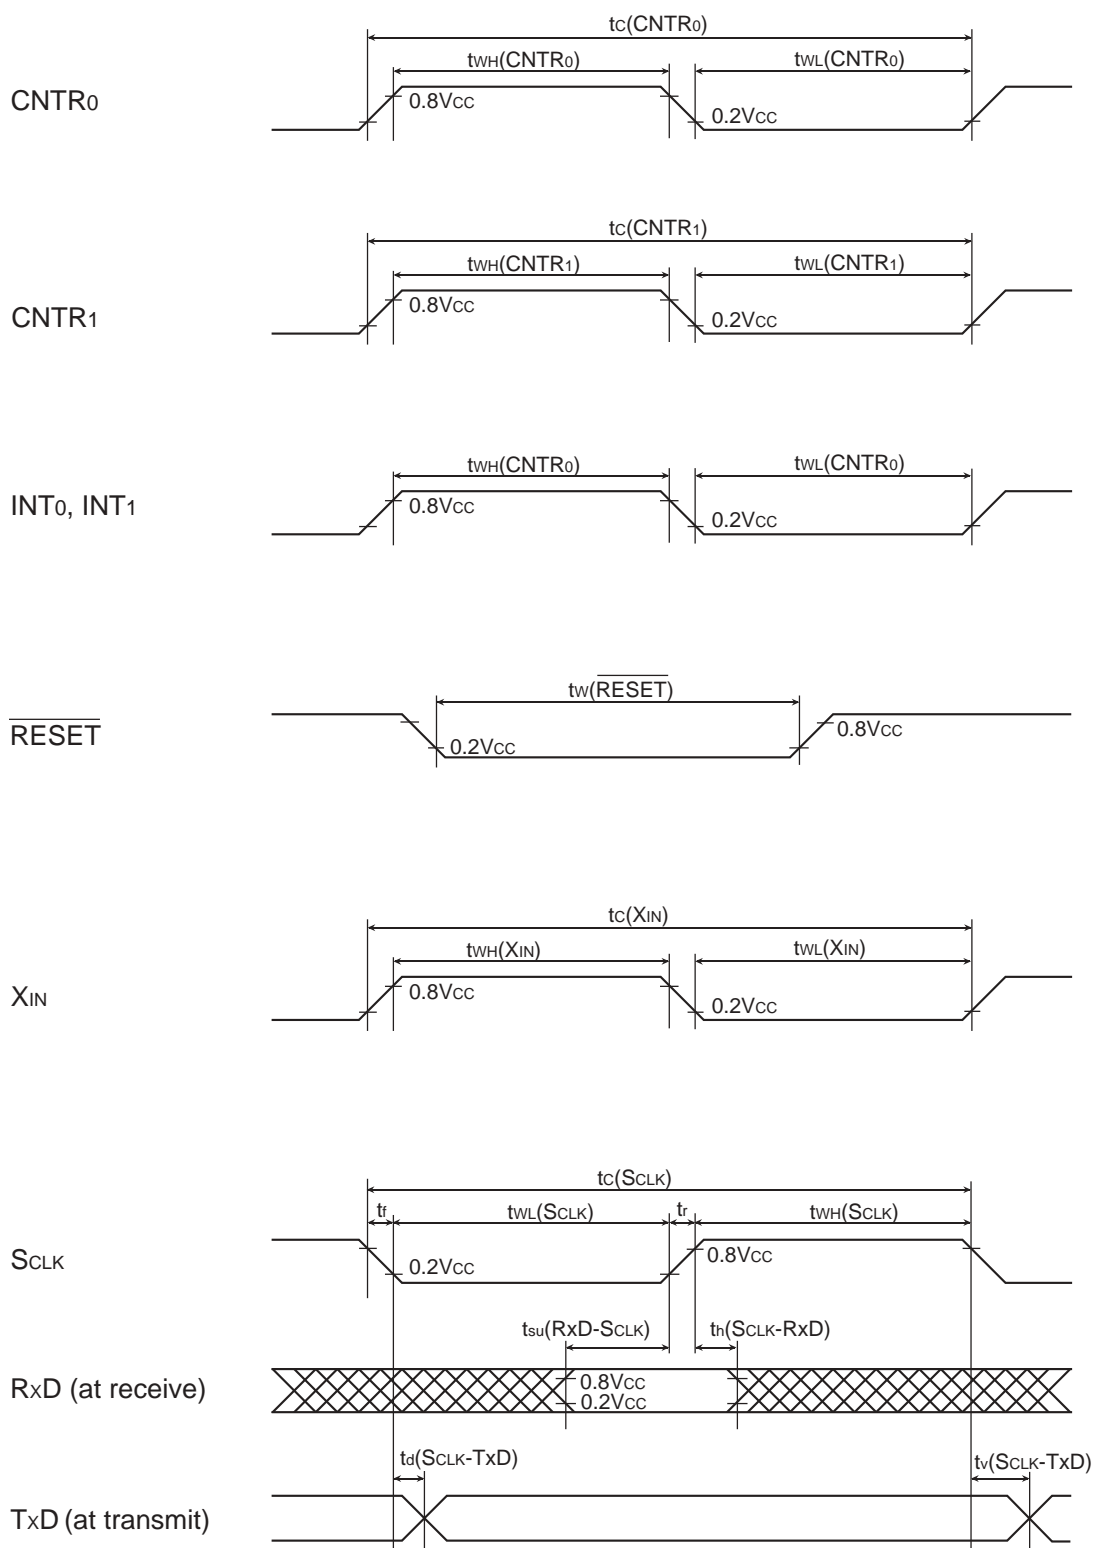 tC(CNTR0)
tWH(CNTR0) tWL(CNTR0)
CNTR0
0.8VCC
0.2VCC
tC(CNTR1)
tWH(CNTR1) tWL(CNTR1)
CNTR1
0.8VCC
0.2VCC
tWH(CNTR0) tWL(CNTR0)
INT0, INT1
0.8VCC
0.2VCC
tW(RESET)
RESET
0.2VCC
0.8VCC
tC(XIN)
tWH(XIN) tWL(XIN)
XIN
0.8VCC
0.2VCC
tC(SCLK)
tf tWL(SCLK) tr tWH(SCLK)
SCLK
0.2VCC
0.8VCC
tsu(RxD-SCLK) th(SCLK-RxD)
RxD (at receive)
0.8VCC
0.2VCC
td(SCLK-TxD) tv(SCLK-TxD)
TxD (at transmit)